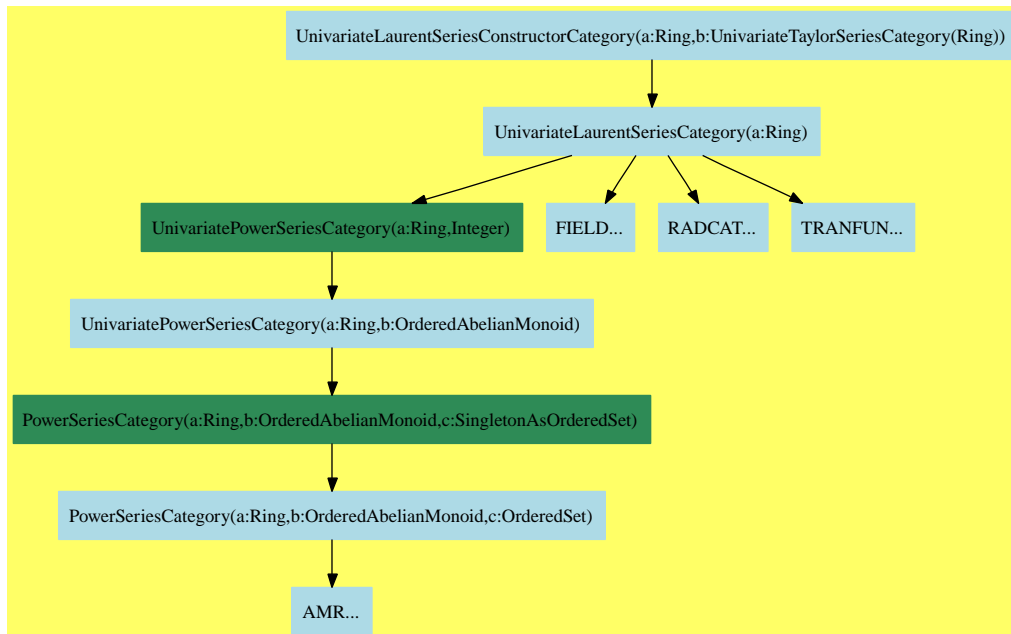 UnivariateLaurentSeriesConstructorCategory(a:Ring,b:UnivariateTaylorSeriesCategory(Ring))
UnivariateLaurentSeriesCategory(a:Ring)
UnivariatePowerSeriesCategory(a:Ring,Integer)
FIELD...
RADCAT...
TRANFUN...
UnivariatePowerSeriesCategory(a:Ring,b:OrderedAbelianMonoid)
PowerSeriesCategory(a:Ring,b:OrderedAbelianMonoid,c:SingletonAsOrderedSet)
PowerSeriesCategory(a:Ring,b:OrderedAbelianMonoid,c:OrderedSet)
AMR...